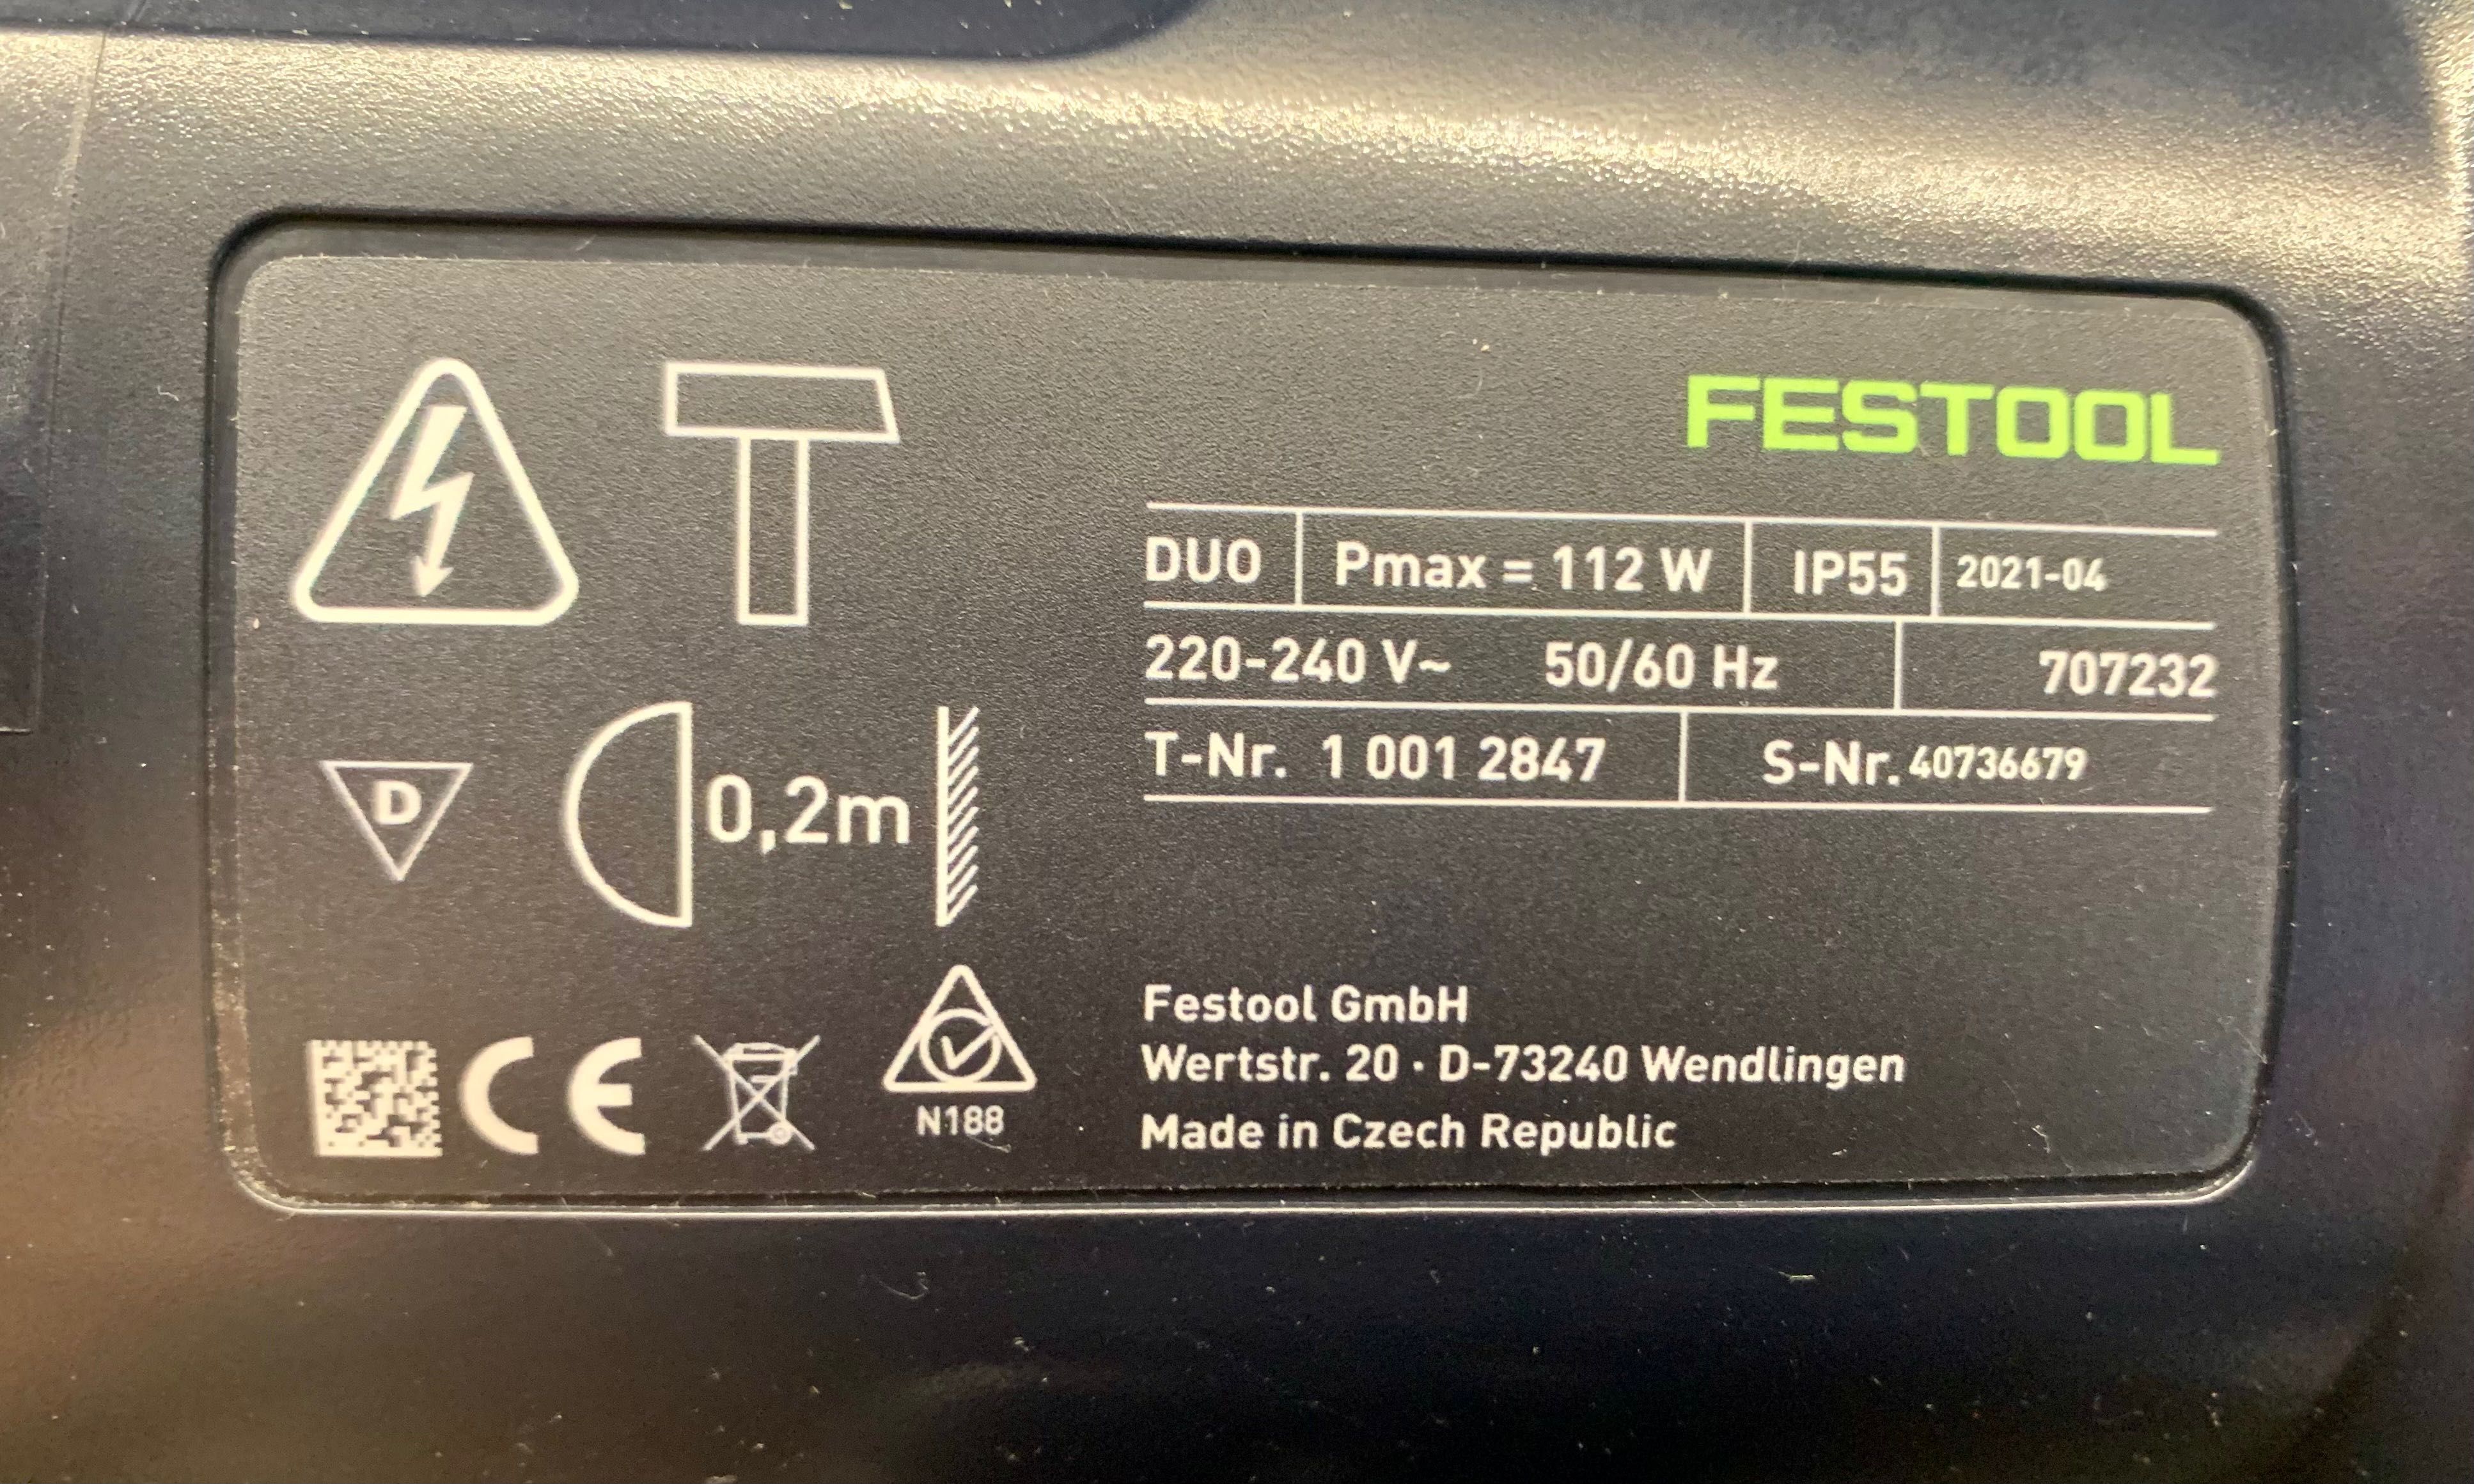 FESTOOL
DUO Pmax = 112 W IP55 2021-04
220-240 V~ 50/60 Hz 707232
T-Nr. 1 001 2847 S-Nr. 40736679
D 0,2m
CE N188
Festool GmbH
Wertstr. 20 · D-73240 Wendlingen
Made in Czech Republic